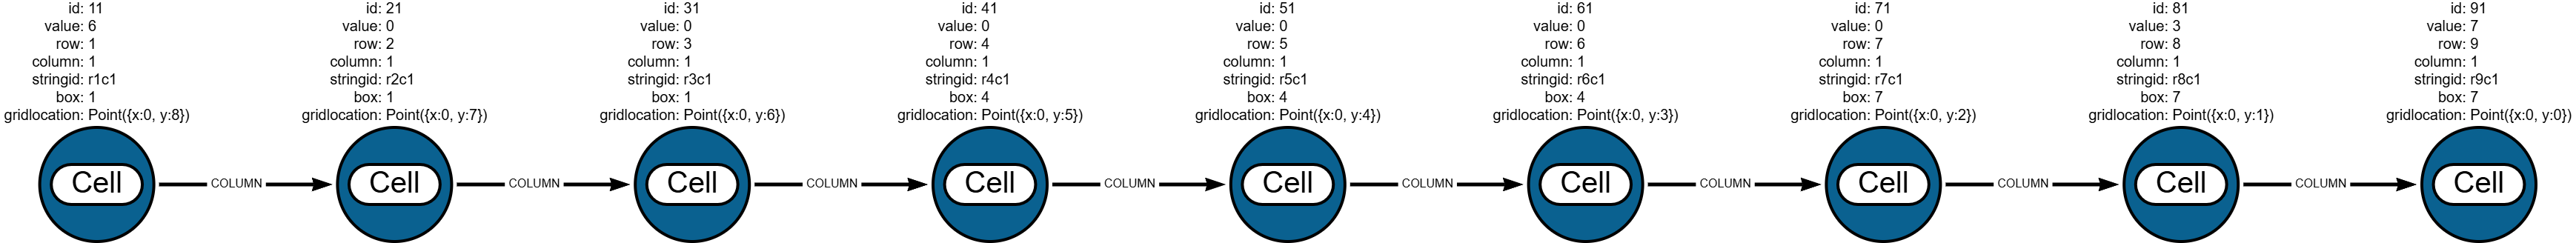 id: 11
value: 6
row: 1
column: 1
stringid: r1c1
box: 1
gridlocation: Point({x:0, y:8})
Cell
COLUMN
id: 21
value: 0
row: 2
column: 1
stringid: r2c1
box: 1
gridlocation: Point({x:0, y:7})
Cell
COLUMN
id: 31
value: 0
row: 3
column: 1
stringid: r3c1
box: 1
gridlocation: Point({x:0, y:6})
Cell
COLUMN
id: 41
value: 0
row: 4
column: 1
stringid: r4c1
box: 4
gridlocation: Point({x:0, y:5})
Cell
COLUMN
id: 51
value: 0
row: 5
column: 1
stringid: r5c1
box: 4
gridlocation: Point({x:0, y:4})
Cell
COLUMN
id: 61
value: 0
row: 6
column: 1
stringid: r6c1
box: 4
gridlocation: Point({x:0, y:3})
Cell
COLUMN
id: 71
value: 0
row: 7
column: 1
stringid: r7c1
box: 7
gridlocation: Point({x:0, y:2})
Cell
COLUMN
id: 81
value: 3
row: 8
column: 1
stringid: r8c1
box: 7
gridlocation: Point({x:0, y:1})
Cell
COLUMN
id: 91
value: 7
row: 9
column: 1
stringid: r9c1
box: 7
gridlocation: Point({x:0, y:0})
Cell